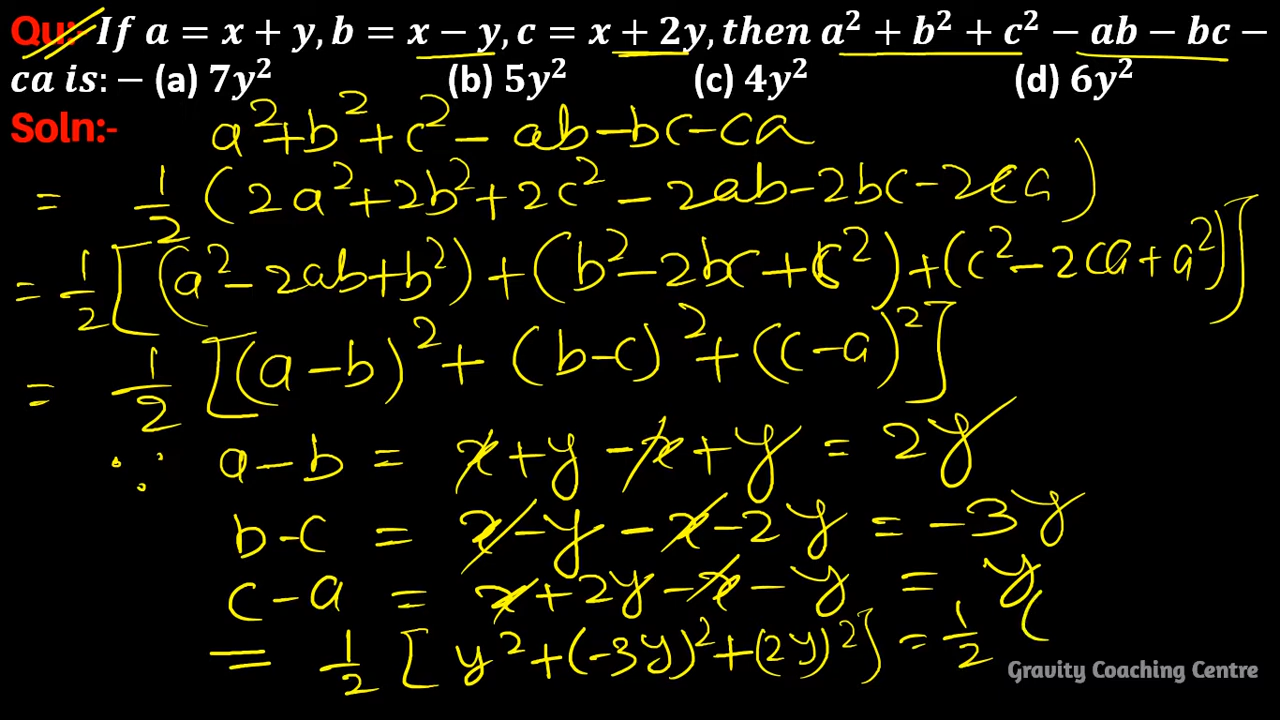 Qu:- If a = x + y, b = x − y, c = x + 2y, then a² + b² + c² − ab − bc −
ca is: − (a) 7y² (b) 5y² (c) 4y² (d) 6y²
Soln:- a² + b² + c² − ab − bc − ca
= 1/2 (2a² + 2b² + 2c² − 2ab − 2bc − 2ca)
= 1/2 [(a² − 2ab + b²) + (b² − 2bc + c²) + (c² − 2ca + a²)]
= 1/2 [(a − b)² + (b − c)² + (c − a)²]
∵ a − b = x + y − x + y = 2y
b − c = x − y − x − 2y = −3y
c − a = x + 2y − x − y = y
= 1/2 [y² + (−3y)² + (2y)²] = 1/2 (
Gravity Coaching Centre